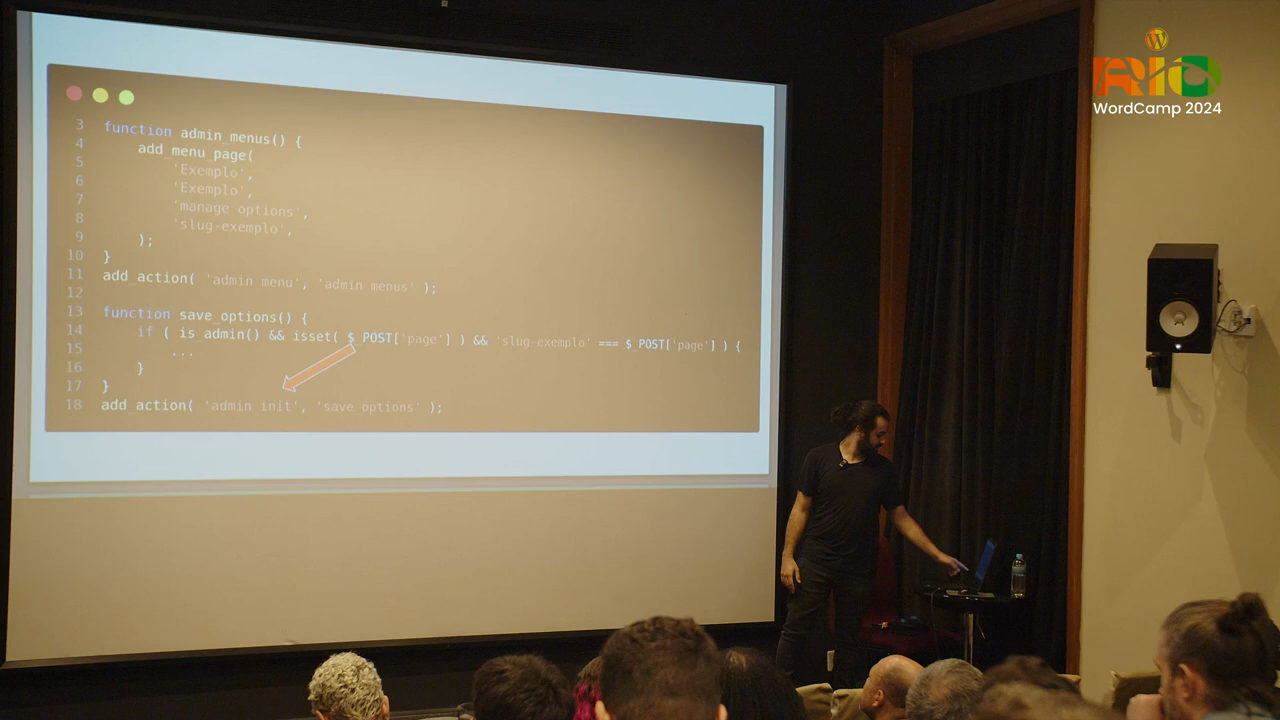 3 function admin_menus() {
4 add_menu_page(
5 'Exemplo',
6 'Exemplo',
7 'manage_options',
8 'slug-exemplo',
9 );
10 }
11 add_action( 'admin_menu', 'admin_menus' );
12
13 function save_options() {
14 if ( is_admin() && isset( $_POST['page'] ) && 'slug-exemplo' === $_POST['page'] ) {
15 ...
16 }
17 }
18 add_action( 'admin_init', 'save_options' );
RIO
WordCamp 2024